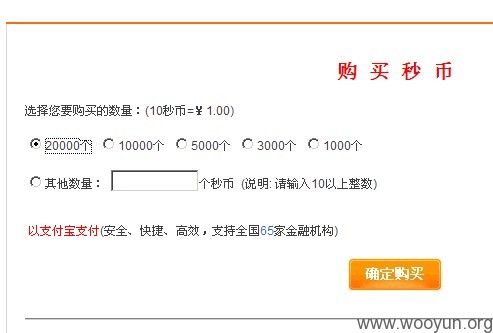 购 买 秒 币
选择您要购买的数量：(10秒币=¥ 1.00)
20000个 10000个 5000个 3000个 1000个
其他数量： 个秒币 (说明: 请输入10以上整数)
以支付宝支付(安全、快捷、高效，支持全国65家金融机构)
确定购买
www.wooyun.org